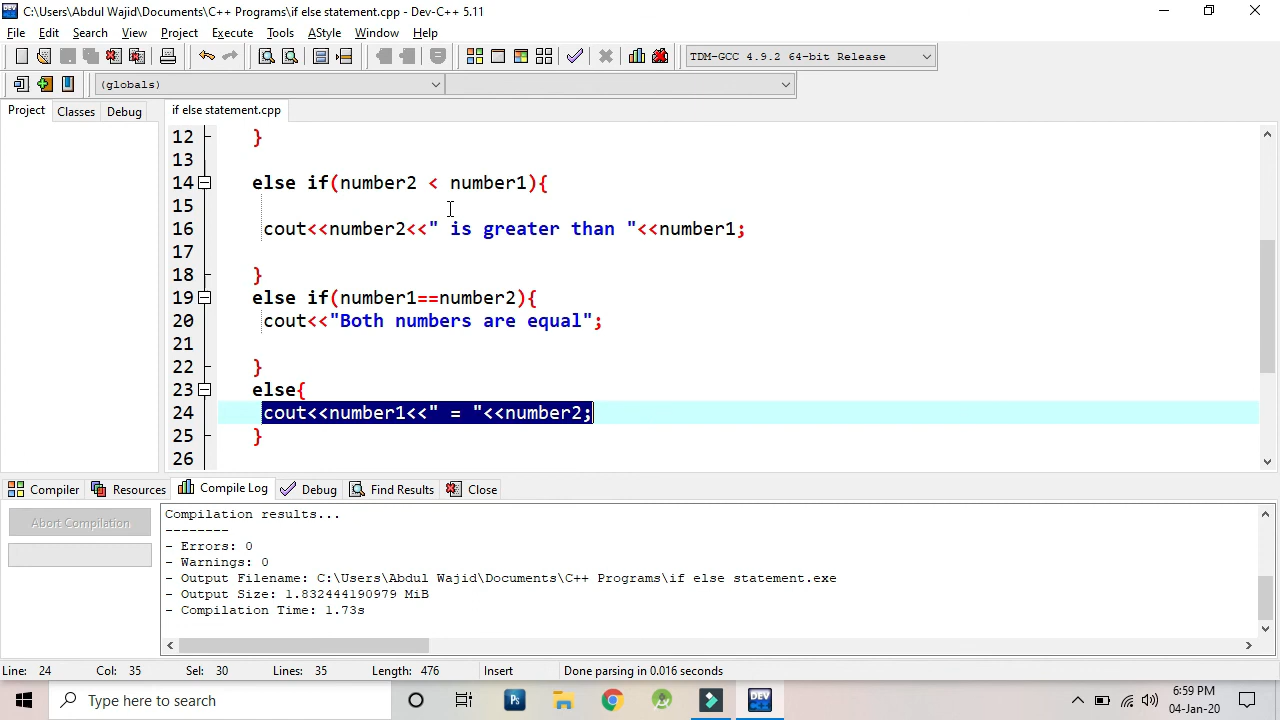 C:\Users\Abdul Wajid\Documents\C++ Programs\if else statement.cpp - Dev-C++ 5.11
File Edit Search View Project Execute Tools AStyle Window Help
TDM-GCC 4.9.2 64-bit Release
(globals)
Project Classes Debug if else statement.cpp
12 }
13
14 else if(number2 < number1){
15
16 cout<<number2<<" is greater than "<<number1;
17
18 }
19 else if(number1==number2){
20 cout<<"Both numbers are equal";
21
22 }
23 else{
24 cout<<number1<<" = "<<number2;
25 }
26
Compiler Resources Compile Log Debug Find Results Close
Abort Compilation
Compilation results...
--------
- Errors: 0
- Warnings: 0
- Output Filename: C:\Users\Abdul Wajid\Documents\C++ Programs\if else statement.exe
- Output Size: 1.832444190979 MiB
- Compilation Time: 1.73s
Line: 24 Col: 35 Sel: 30 Lines: 35 Length: 476 Insert Done parsing in 0.016 seconds
Type here to search Ps DEV 6:59 PM
04-Jan-20